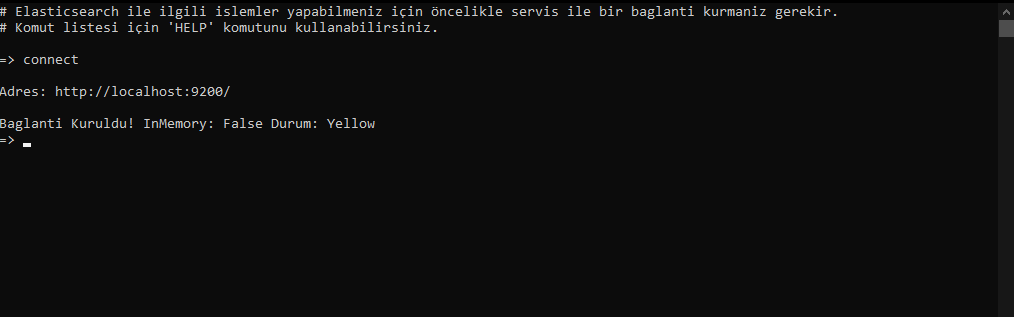 # Elasticsearch ile ilgili islemler yapabilmeniz için öncelikle servis ile bir baglanti kurmaniz gerekir.
# Komut listesi için 'HELP' komutunu kullanabilirsiniz.
=> connect
Adres: http://localhost:9200/
Baglanti Kuruldu! InMemory: False Durum: Yellow
=>